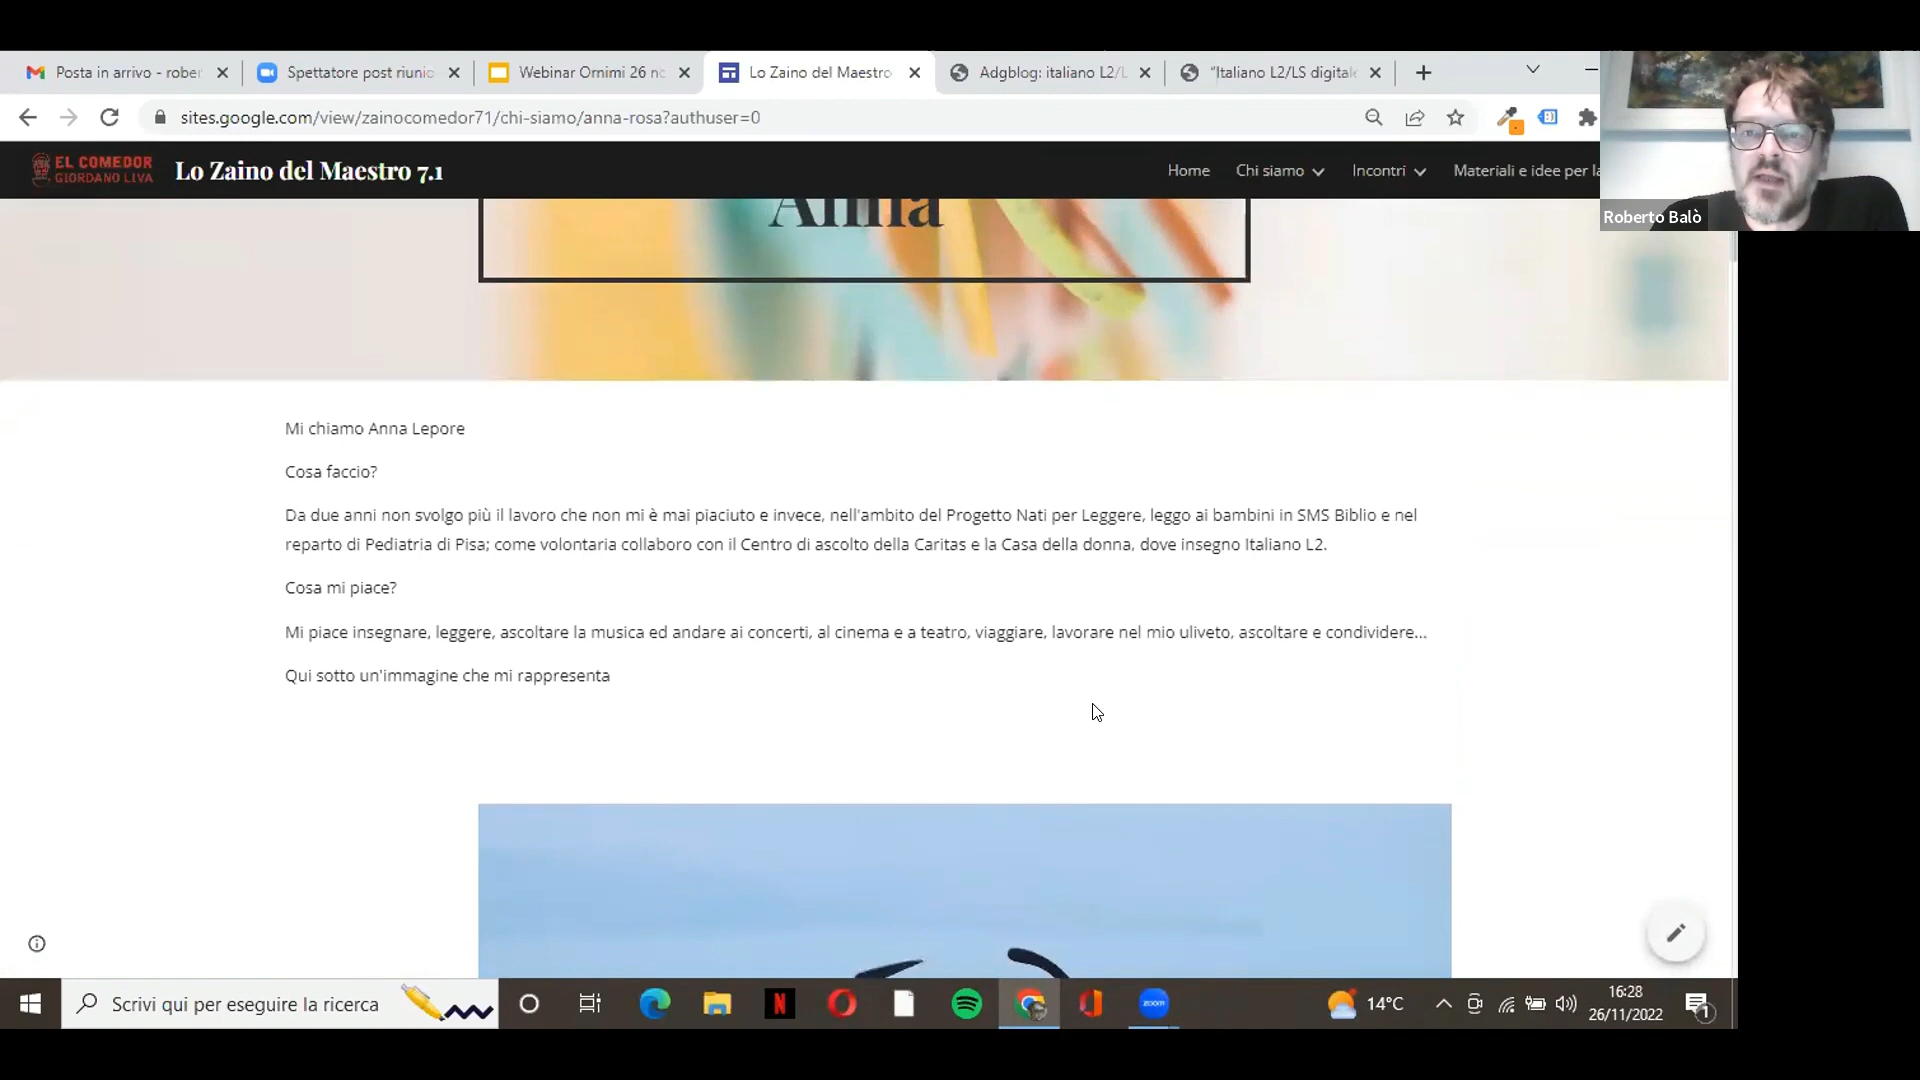 Posta in arrivo - rober
Spettatore post riunio
Webinar Ornimi 26 no
Lo Zaino del Maestro
Adgblog: italiano L2/L
"Italiano L2/LS digitale
sites.google.com/view/zainocomedor71/chi-siamo/anna-rosa?authuser=0
EL COMEDOR
GIORDANO LIVA
Lo Zaino del Maestro 7.1
Home
Chi siamo
Incontri
Materiali e idee per la
Roberto Balò
Anna
Mi chiamo Anna Lepore
Cosa faccio?
Da due anni non svolgo più il lavoro che non mi è mai piaciuto e invece, nell'ambito del Progetto Nati per Leggere, leggo ai bambini in SMS Biblio e nel
reparto di Pediatria di Pisa; come volontaria collaboro con il Centro di ascolto della Caritas e la Casa della donna, dove insegno Italiano L2.
Cosa mi piace?
Mi piace insegnare, leggere, ascoltare la musica ed andare ai concerti, al cinema e a teatro, viaggiare, lavorare nel mio uliveto, ascoltare e condividere...
Qui sotto un'immagine che mi rappresenta
Scrivi qui per eseguire la ricerca
zoom
14°C
16:28
26/11/2022
1